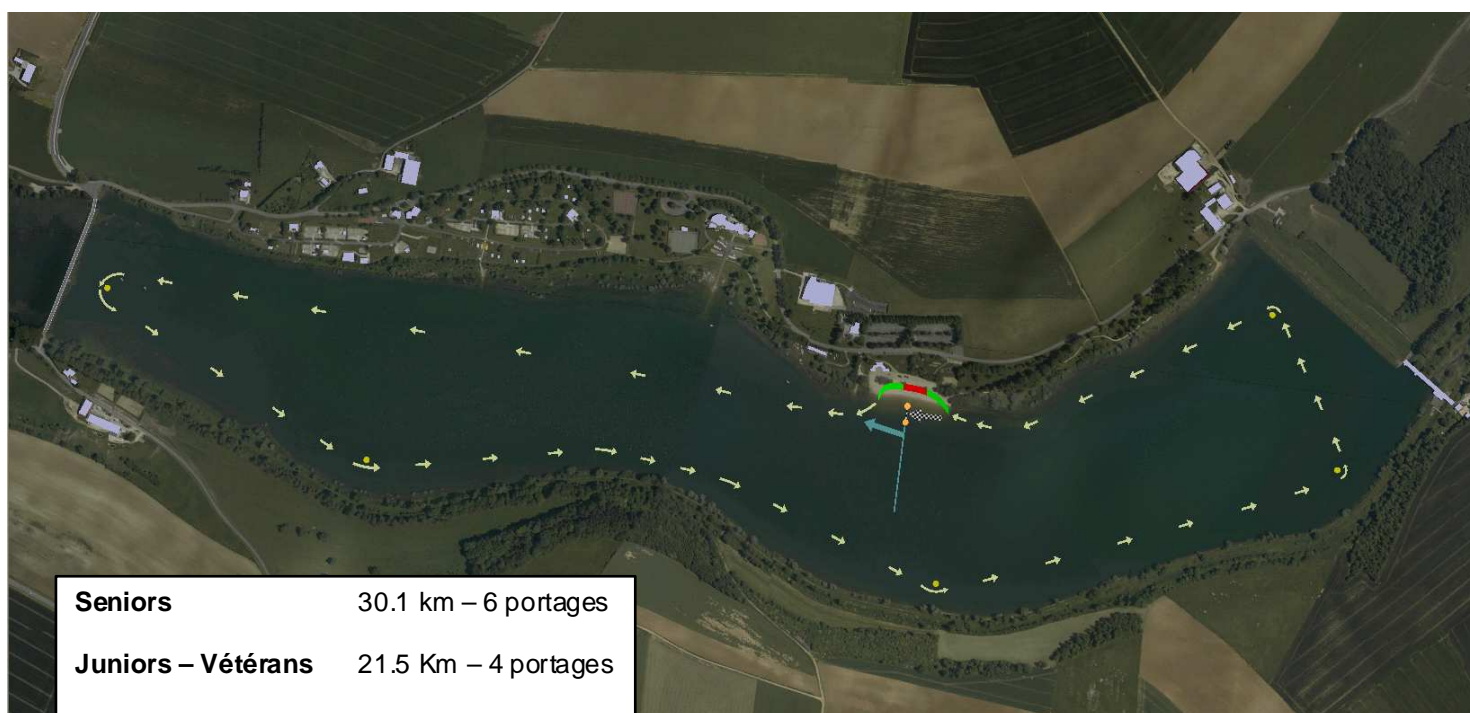 Seniors 30.1 km – 6 portages
Juniors – Vétérans 21.5 Km – 4 portages